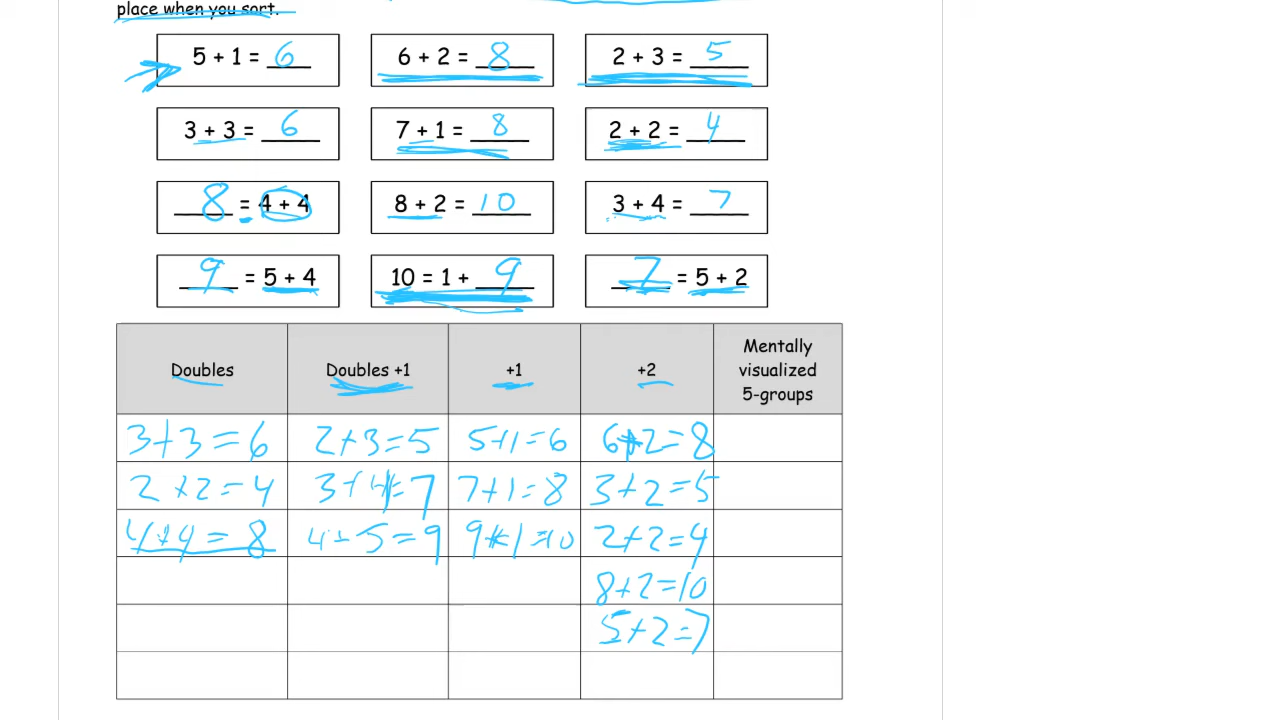 place when you sort.
5 + 1 = 6
6 + 2 = 8
2 + 3 = 5
3 + 3 = 6
7 + 1 = 8
2 + 2 = 4
8 = 4 + 4
8 + 2 = 10
3 + 4 = 7
9 = 5 + 4
10 = 1 + 9
7 = 5 + 2
Doubles
Doubles +1
+1
+2
Mentally
visualized
5-groups
3+3=6
2+3=5
5+1=6
6+2=8
2+2=4
3+4=7
7+1=8
3+2=5
4+4=8
4+5=9
9+1=10
2+2=4
8+2=10
5+2=7